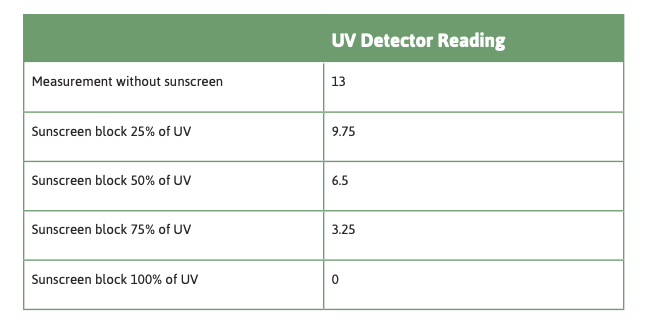 UV Detector Reading
Measurement without sunscreen 13
Sunscreen block 25% of UV 9.75
Sunscreen block 50% of UV 6.5
Sunscreen block 75% of UV 3.25
Sunscreen block 100% of UV 0